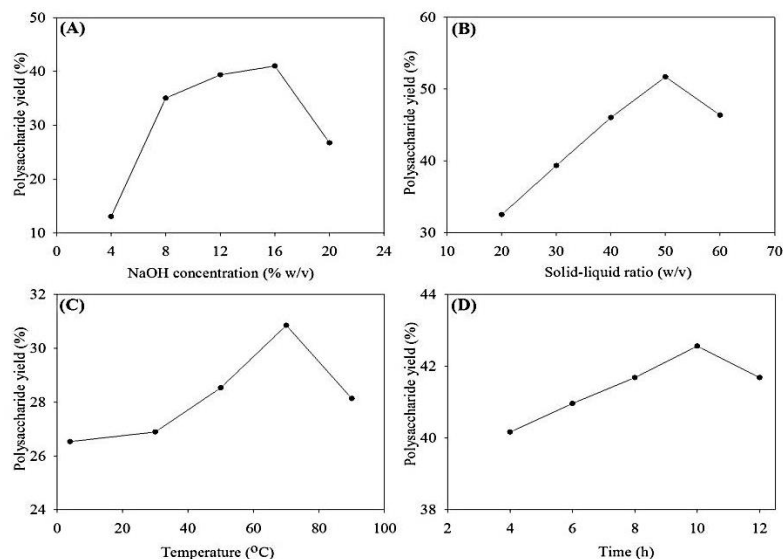 (A)
Polysaccharide yield (%)
50
40
30
20
10
0 4 8 12 16 20 24
NaOH concentration (% w/v)
(B)
Polysaccharide yield (%)
60
50
40
30
10 20 30 40 50 60 70
Solid-liquid ratio (w/v)
(C)
Polysaccharide yield (%)
32
30
28
26
24
0 20 40 60 80 100
Temperature (⁰C)
(D)
Polysaccharide yield (%)
44
42
40
38
2 4 6 8 10 12
Time (h)